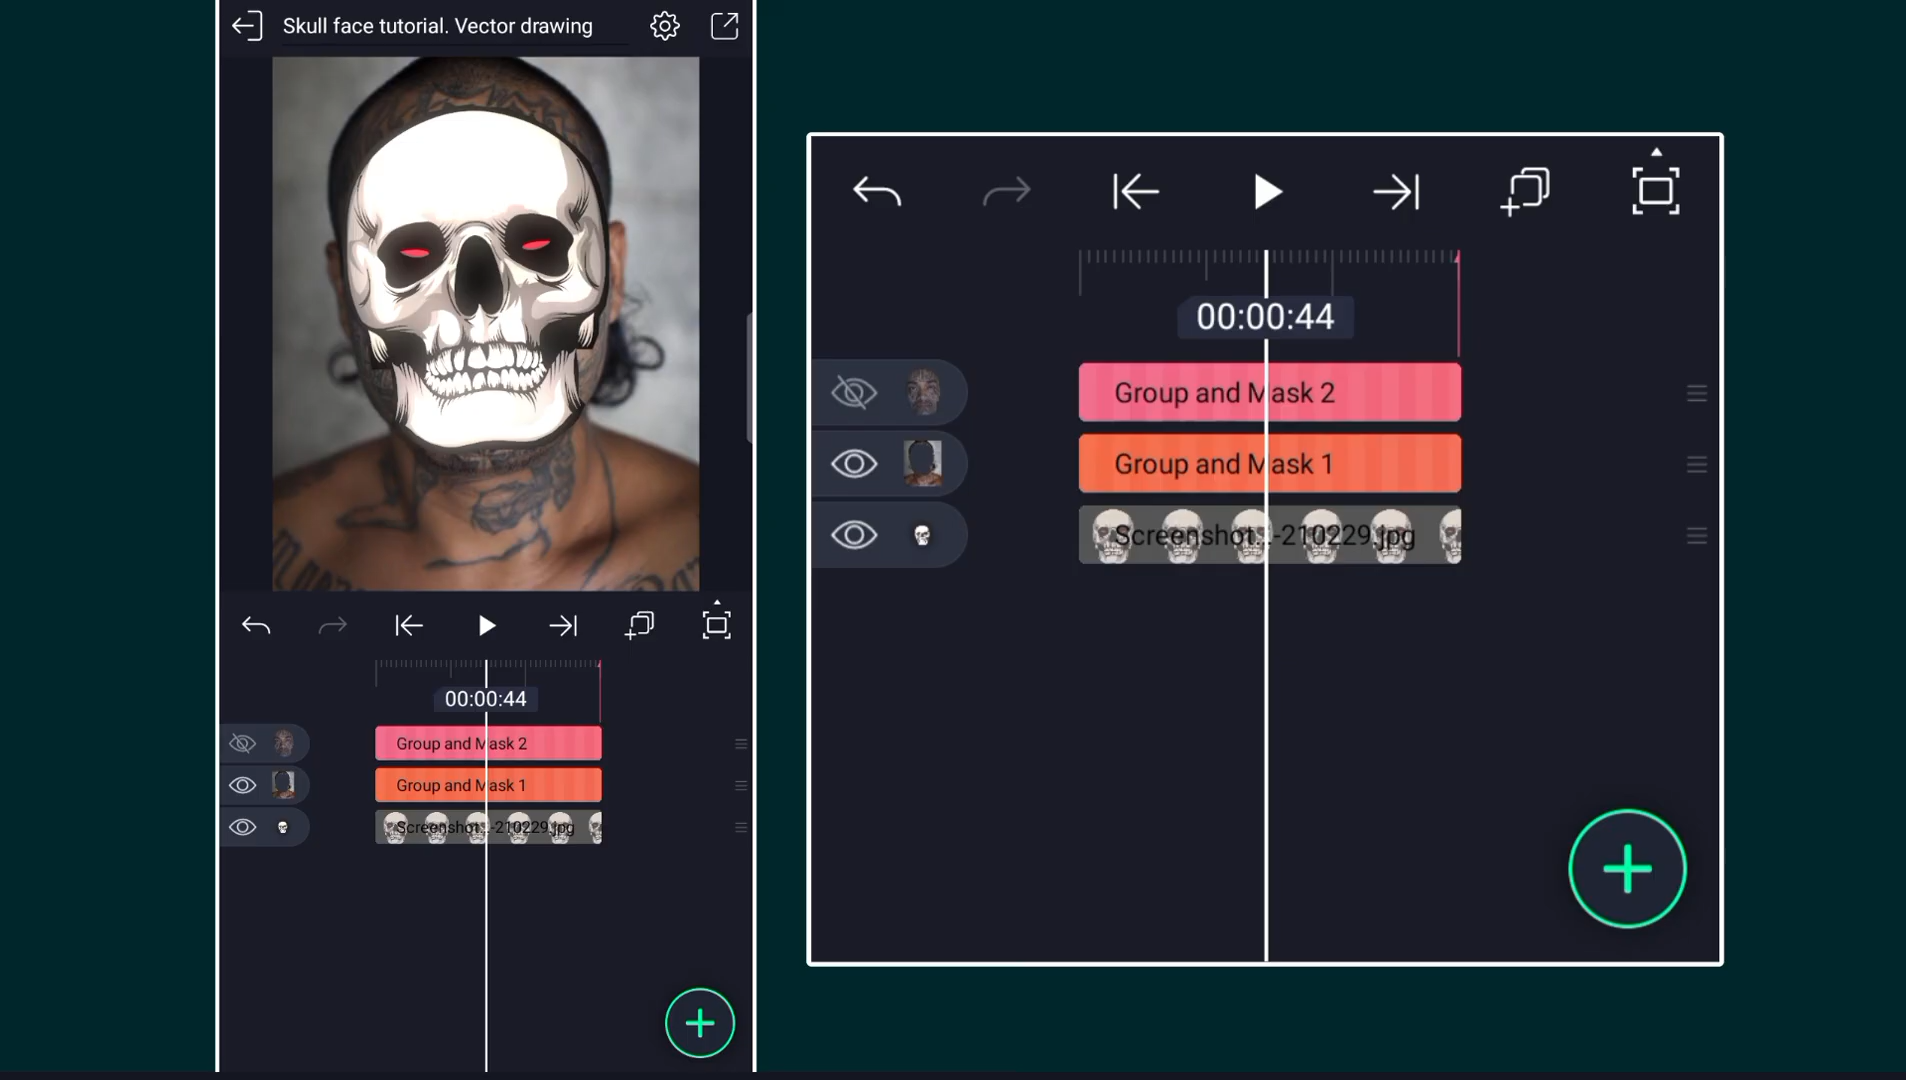 Skull face tutorial. Vector drawing
00:00:44
Group and Mask 2
Group and Mask 1
Screenshot...-210229.jpg
00:00:44
Group and Mask 2
Group and Mask 1
Screenshot...-210229.jpg